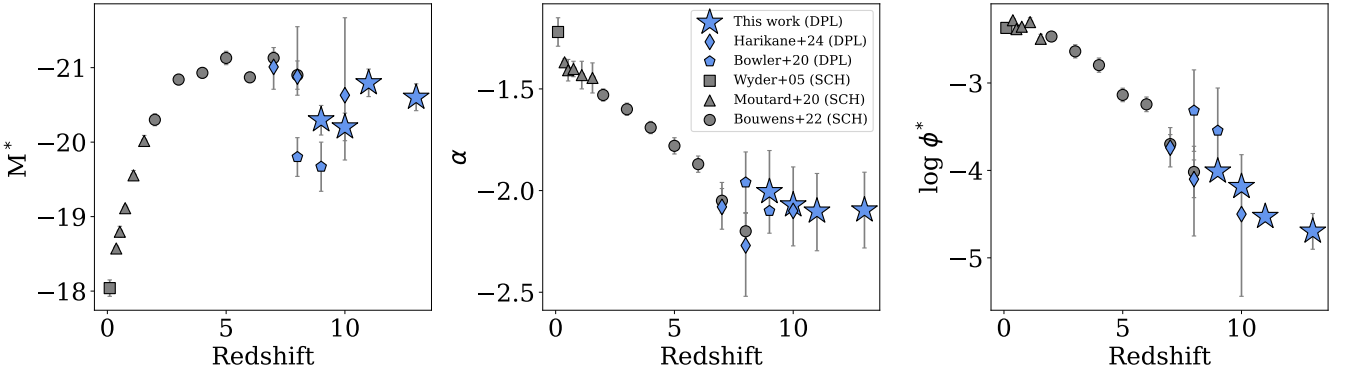 M*
−21
−20
−19
−18
0
5
10
Redshift
α
−1.5
−2.0
−2.5
This work (DPL)
Harikane+24 (DPL)
Bowler+20 (DPL)
Wyder+05 (SCH)
Moutard+20 (SCH)
Bouwens+22 (SCH)
0
5
10
Redshift
log ϕ*
−3
−4
−5
0
5
10
Redshift